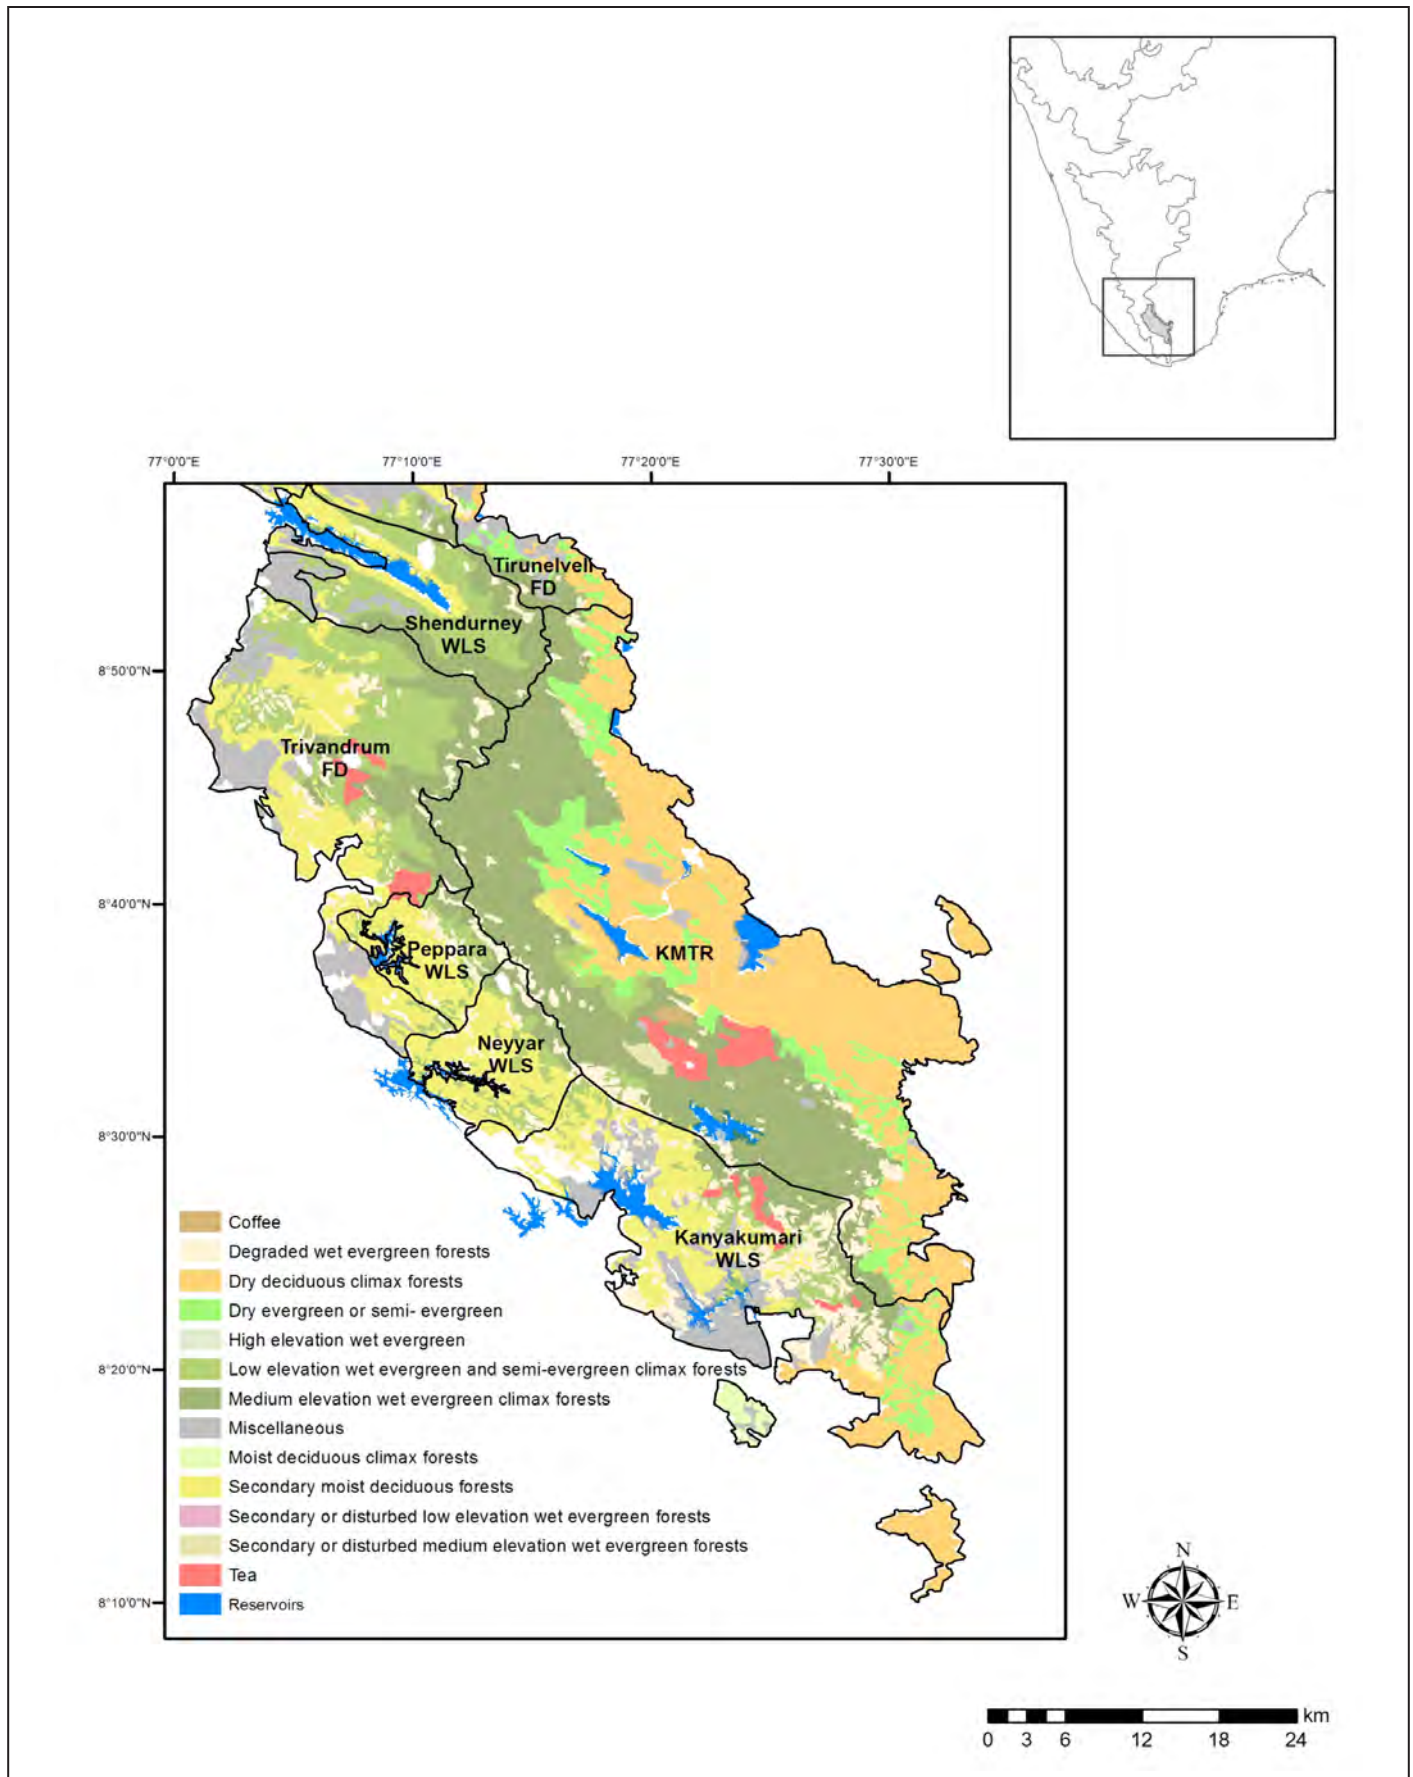 77°0'0"E
77°10'0"E
77°20'0"E
77°30'0"E
Tirunelveli
FD
Shendurney
WLS
8°50'0"N
Trivandrum
FD
8°40'0"N
Peppara
WLS
KMTR
Neyyar
WLS
8°30'0"N
Kanyakumari
WLS
Coffee
Degraded wet evergreen forests
Dry deciduous climax forests
Dry evergreen or semi- evergreen
High elevation wet evergreen
8°20'0"N
Low elevation wet evergreen and semi-evergreen climax forests
Medium elevation wet evergreen climax forests
Miscellaneous
Moist deciduous climax forests
Secondary moist deciduous forests
Secondary or disturbed low elevation wet evergreen forests
Secondary or disturbed medium elevation wet evergreen forests
Tea
8°10'0"N
Reservoirs
N
W
E
S
km
0 3 6 12 18 24